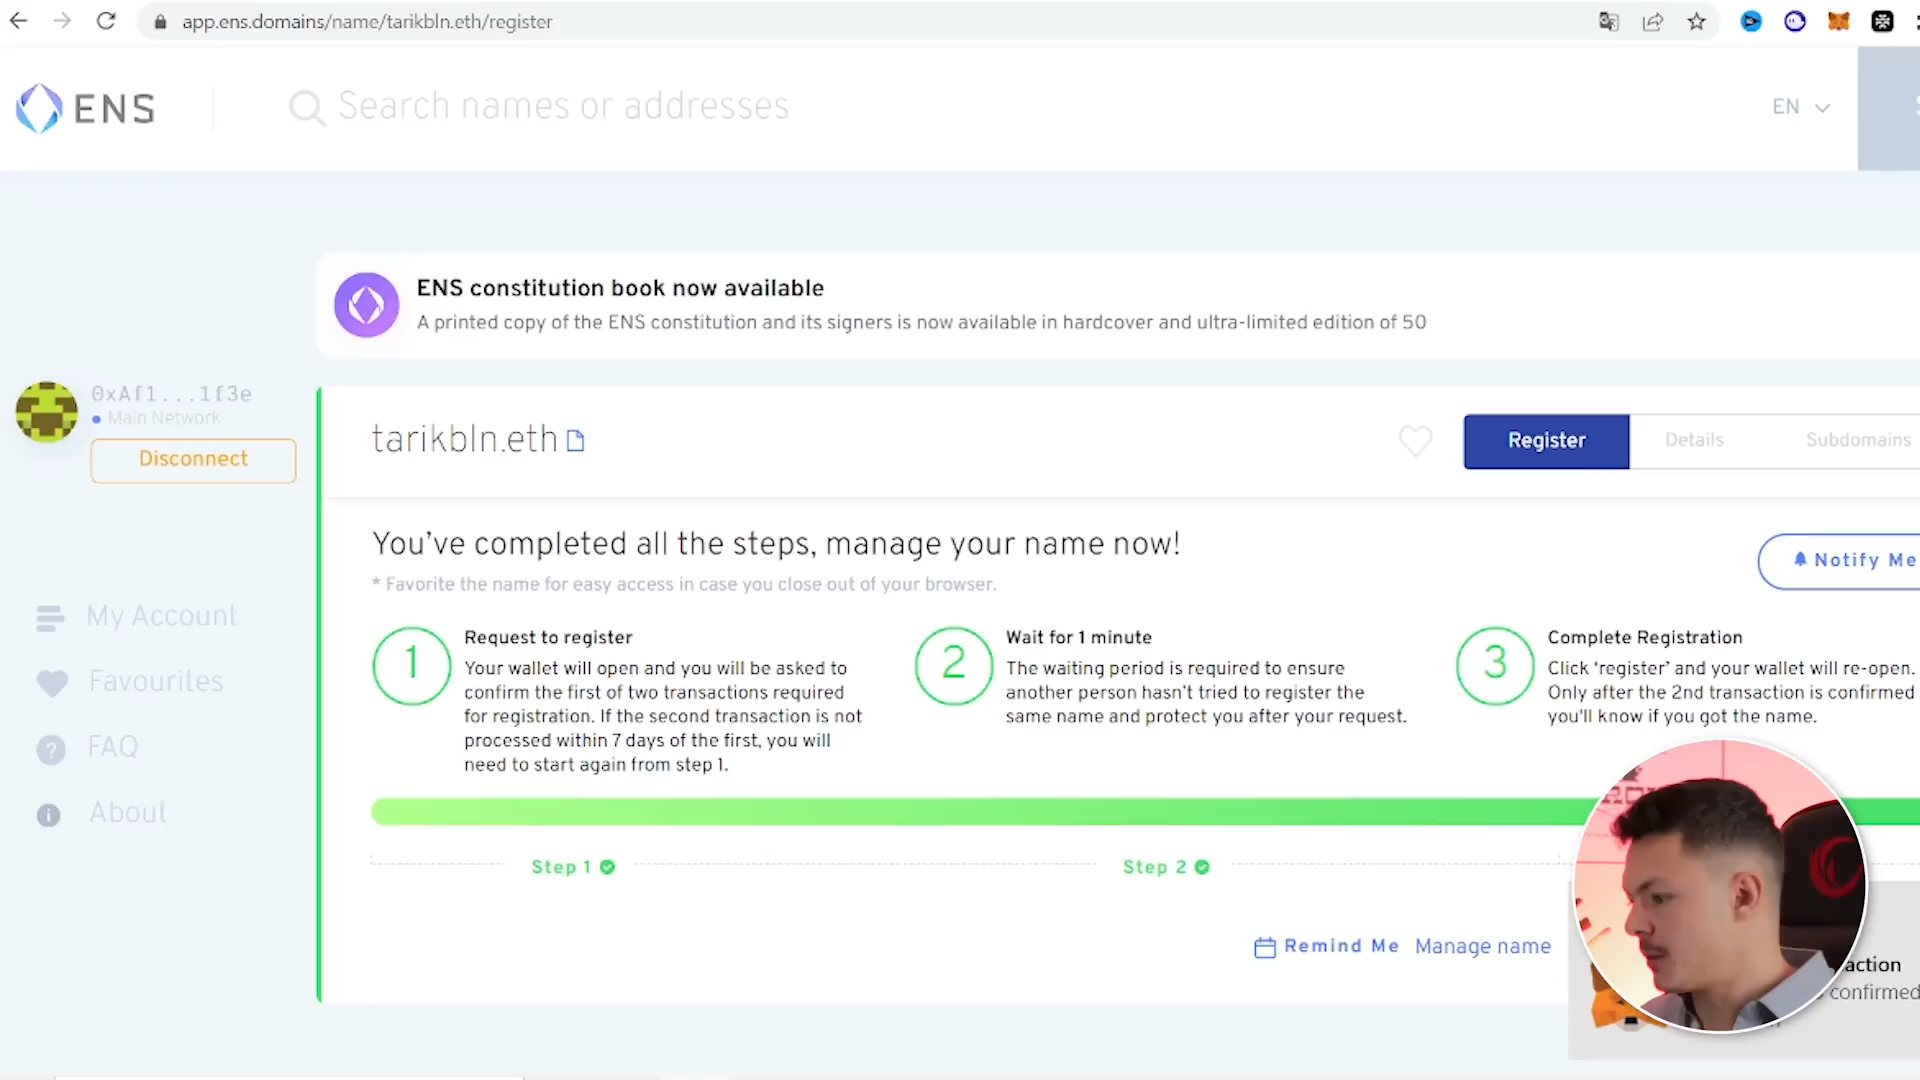 app.ens.domains/name/tarikbln.eth/register
ENS
Search names or addresses
EN
ENS constitution book now available
A printed copy of the ENS constitution and its signers is now available in hardcover and ultra-limited edition of 50
0xAf1...1f3e
Main Network
Disconnect
tarikbln.eth
Register
Details
Subdomains
You’ve completed all the steps, manage your name now!
* Favorite the name for easy access in case you close out of your browser.
Notify Me
My Account
Favourites
FAQ
About
1
Request to register
Your wallet will open and you will be asked to
confirm the first of two transactions required
for registration. If the second transaction is not
processed within 7 days of the first, you will
need to start again from step 1.
2
Wait for 1 minute
The waiting period is required to ensure
another person hasn't tried to register the
same name and protect you after your request.
3
Complete Registration
Click ‘register’ and your wallet will re-open.
Only after the 2nd transaction is confirmed
you'll know if you got the name.
Step 1
Step 2
Remind Me
Manage name
confirmed